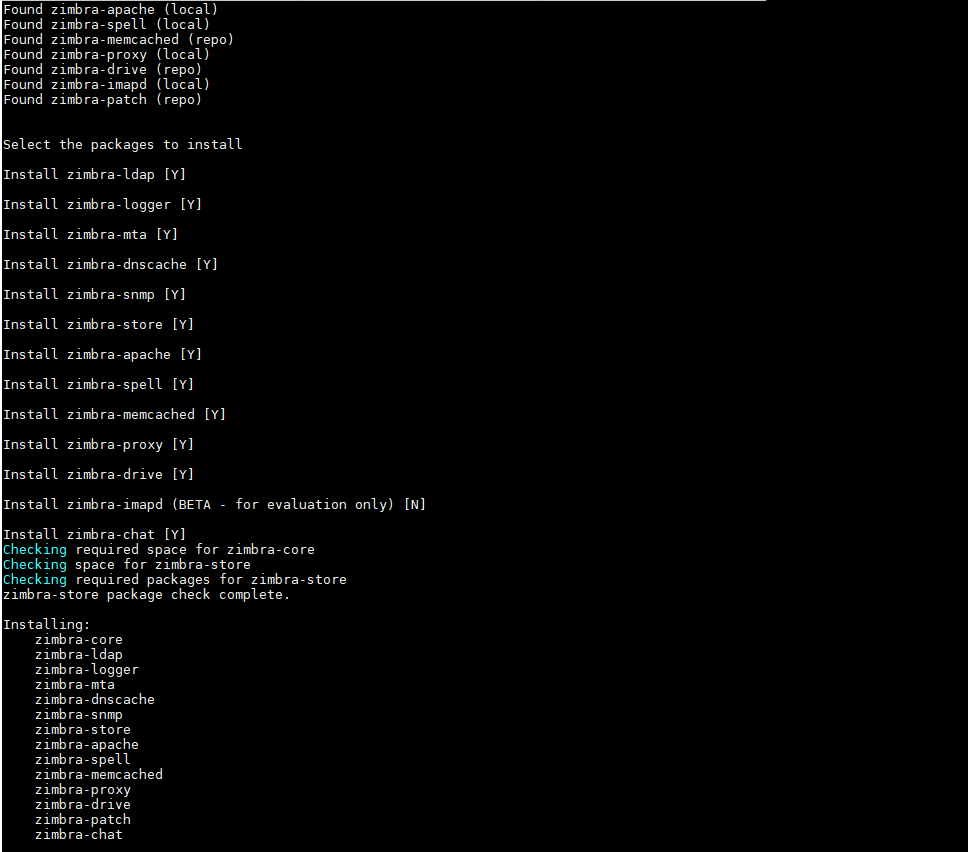 Found zimbra-apache (local)
Found zimbra-spell (local)
Found zimbra-memcached (repo)
Found zimbra-proxy (local)
Found zimbra-drive (repo)
Found zimbra-imapd (local)
Found zimbra-patch (repo)
Select the packages to install
Install zimbra-ldap [Y]
Install zimbra-logger [Y]
Install zimbra-mta [Y]
Install zimbra-dnscache [Y]
Install zimbra-snmp [Y]
Install zimbra-store [Y]
Install zimbra-apache [Y]
Install zimbra-spell [Y]
Install zimbra-memcached [Y]
Install zimbra-proxy [Y]
Install zimbra-drive [Y]
Install zimbra-imapd (BETA - for evaluation only) [N]
Install zimbra-chat [Y]
Checking required space for zimbra-core
Checking space for zimbra-store
Checking required packages for zimbra-store
zimbra-store package check complete.
Installing:
zimbra-core
zimbra-ldap
zimbra-logger
zimbra-mta
zimbra-dnscache
zimbra-snmp
zimbra-store
zimbra-apache
zimbra-spell
zimbra-memcached
zimbra-proxy
zimbra-drive
zimbra-patch
zimbra-chat